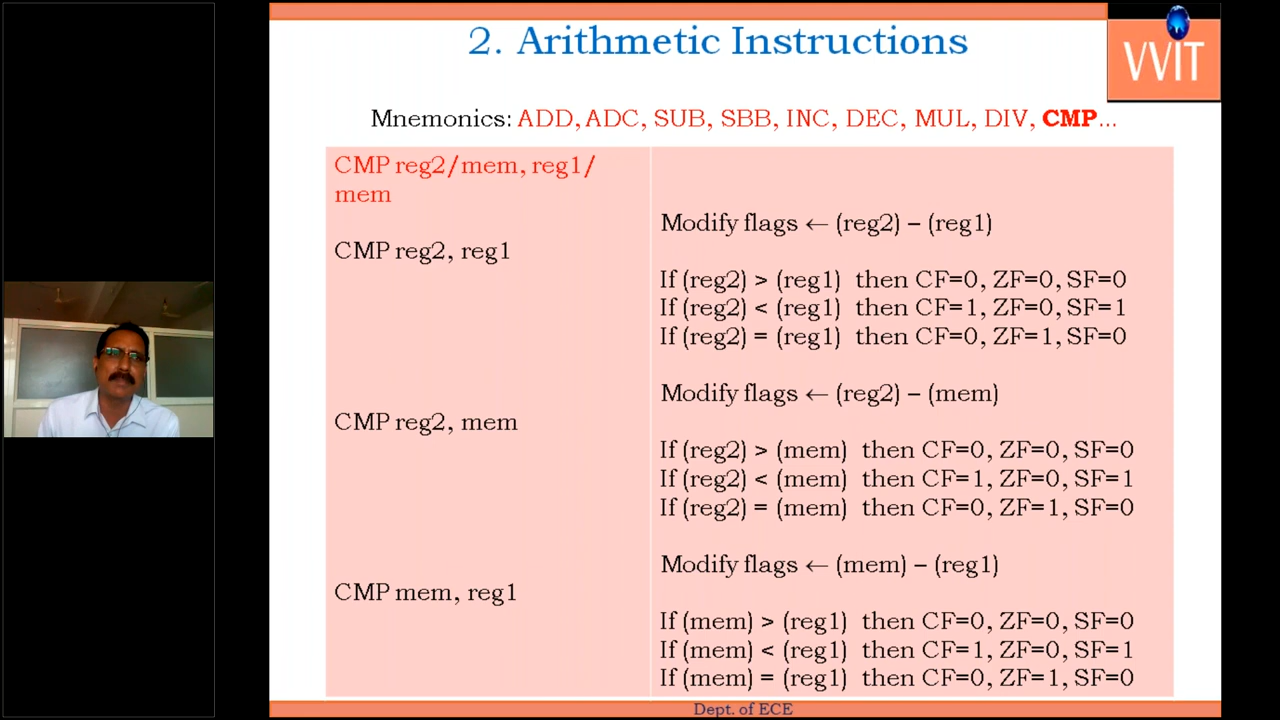 2. Arithmetic Instructions
VVIT
Mnemonics: ADD, ADC, SUB, SBB, INC, DEC, MUL, DIV, CMP…
CMP reg2/mem, reg1/
mem
Modify flags ← (reg2) – (reg1)
CMP reg2, reg1
If (reg2) > (reg1) then CF=0, ZF=0, SF=0
If (reg2) < (reg1) then CF=1, ZF=0, SF=1
If (reg2) = (reg1) then CF=0, ZF=1, SF=0
Modify flags ← (reg2) – (mem)
CMP reg2, mem
If (reg2) > (mem) then CF=0, ZF=0, SF=0
If (reg2) < (mem) then CF=1, ZF=0, SF=1
If (reg2) = (mem) then CF=0, ZF=1, SF=0
Modify flags ← (mem) – (reg1)
CMP mem, reg1
If (mem) > (reg1) then CF=0, ZF=0, SF=0
If (mem) < (reg1) then CF=1, ZF=0, SF=1
If (mem) = (reg1) then CF=0, ZF=1, SF=0
Dept. of ECE